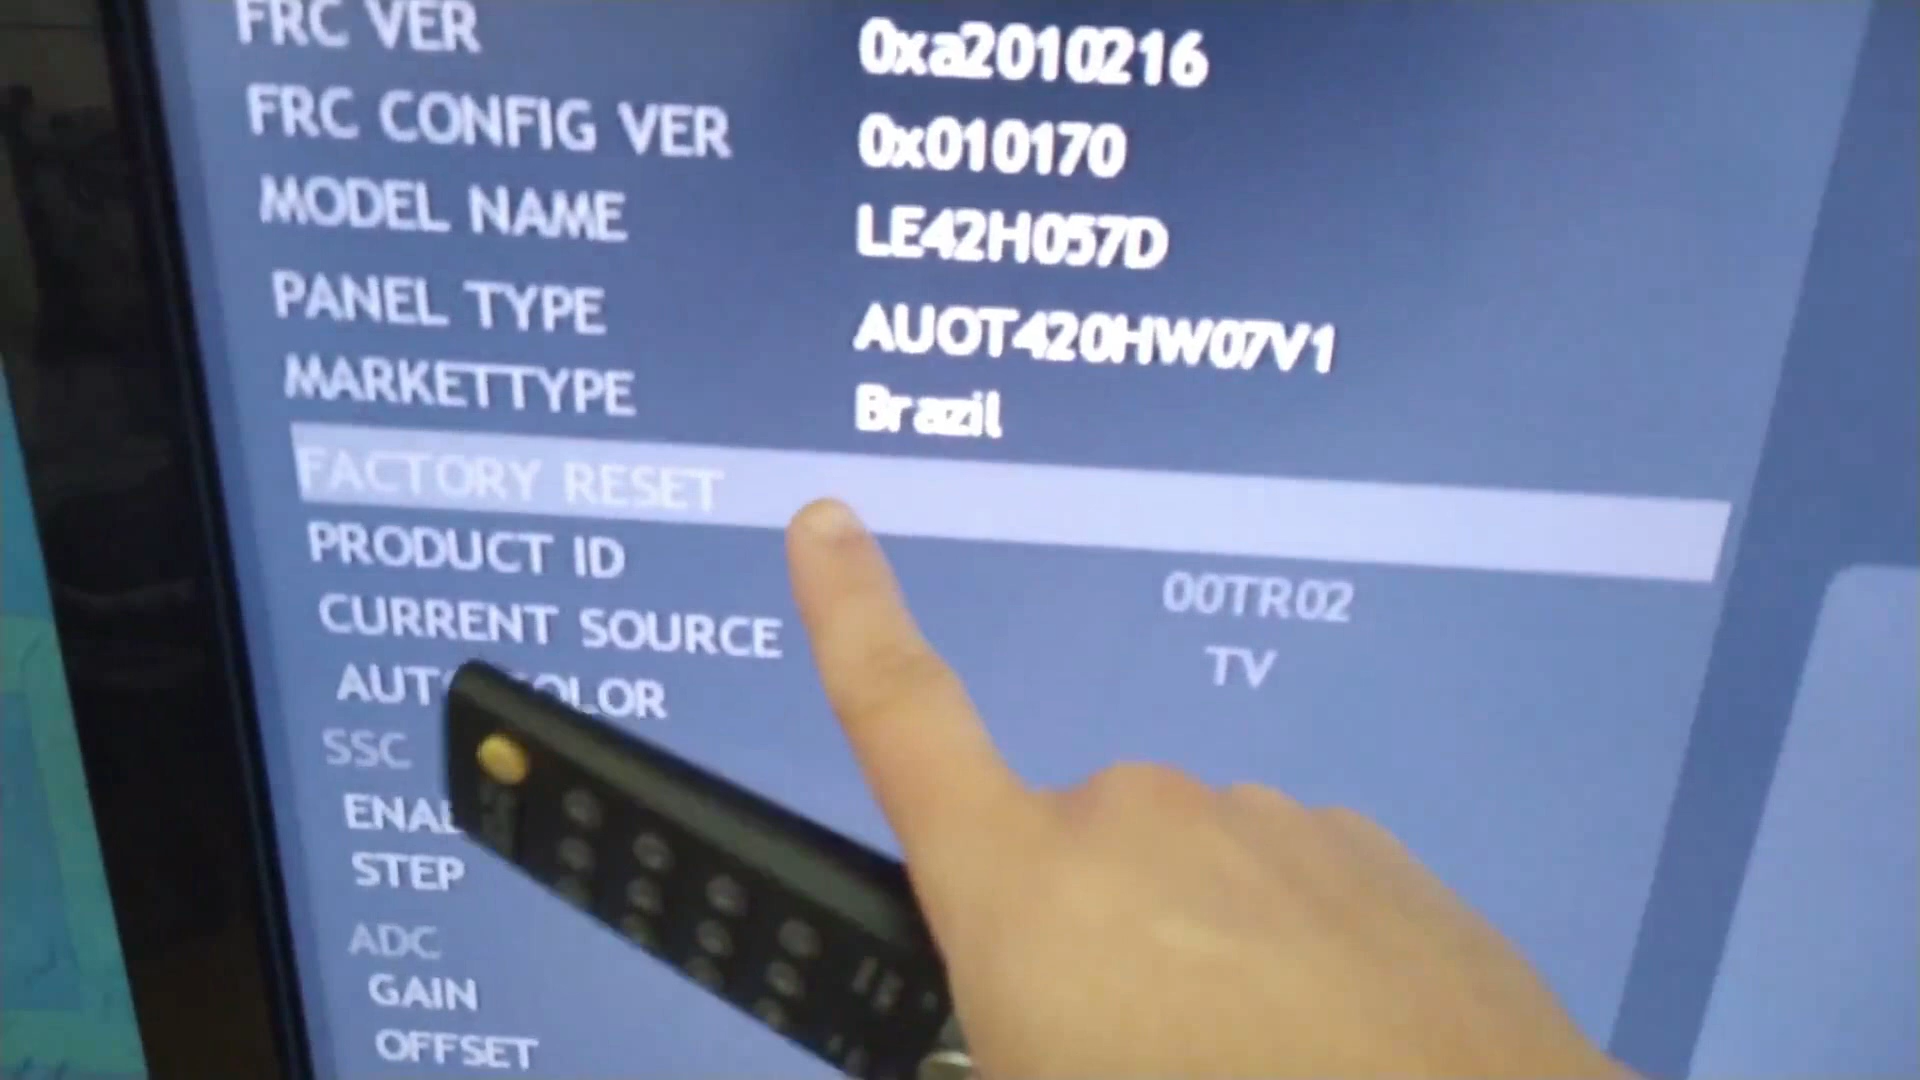 FRC VER 0xa2010216
FRC CONFIG VER 0x010170
MODEL NAME LE42H057D
PANEL TYPE AUOT420HW07V1
MARKETTYPE Brazil
FACTORY RESET
PRODUCT ID 00TR02
CURRENT SOURCE TV
SSC
STEP
ADC
GAIN
OFFSET